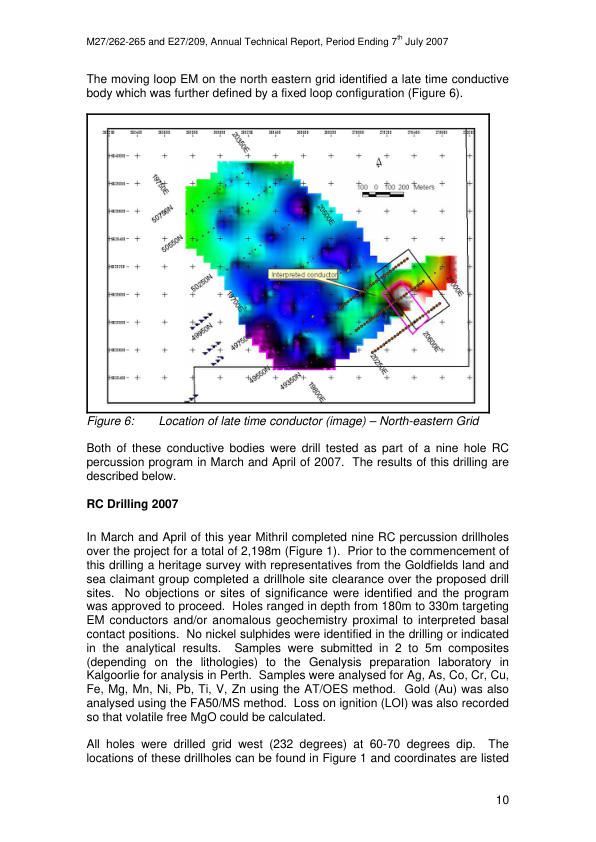 M27/262-265 and E27/209, Annual Technical Report, Period Ending 7th July 2007
The moving loop EM on the north eastern grid identified a late time conductive
body which was further defined by a fixed loop configuration (Figure 6).
20350E
19750E
50750N
50550N
20500E
100 0 100 200 Meters
Interpreted conductor
50250N
49950N
49550N
49350N
19800E
20250E
20600E
Figure 6: Location of late time conductor (image) – North-eastern Grid
Both of these conductive bodies were drill tested as part of a nine hole RC
percussion program in March and April of 2007. The results of this drilling are
described below.
RC Drilling 2007
In March and April of this year Mithril completed nine RC percussion drillholes
over the project for a total of 2,198m (Figure 1). Prior to the commencement of
this drilling a heritage survey with representatives from the Goldfields land and
sea claimant group completed a drillhole site clearance over the proposed drill
sites. No objections or sites of significance were identified and the program
was approved to proceed. Holes ranged in depth from 180m to 330m targeting
EM conductors and/or anomalous geochemistry proximal to interpreted basal
contact positions. No nickel sulphides were identified in the drilling or indicated
in the analytical results. Samples were submitted in 2 to 5m composites
(depending on the lithologies) to the Genalysis preparation laboratory in
Kalgoorlie for analysis in Perth. Samples were analysed for Ag, As, Co, Cr, Cu,
Fe, Mg, Mn, Ni, Pb, Ti, V, Zn using the AT/OES method. Gold (Au) was also
analysed using the FA50/MS method. Loss on ignition (LOI) was also recorded
so that volatile free MgO could be calculated.
All holes were drilled grid west (232 degrees) at 60-70 degrees dip. The
locations of these drillholes can be found in Figure 1 and coordinates are listed
10